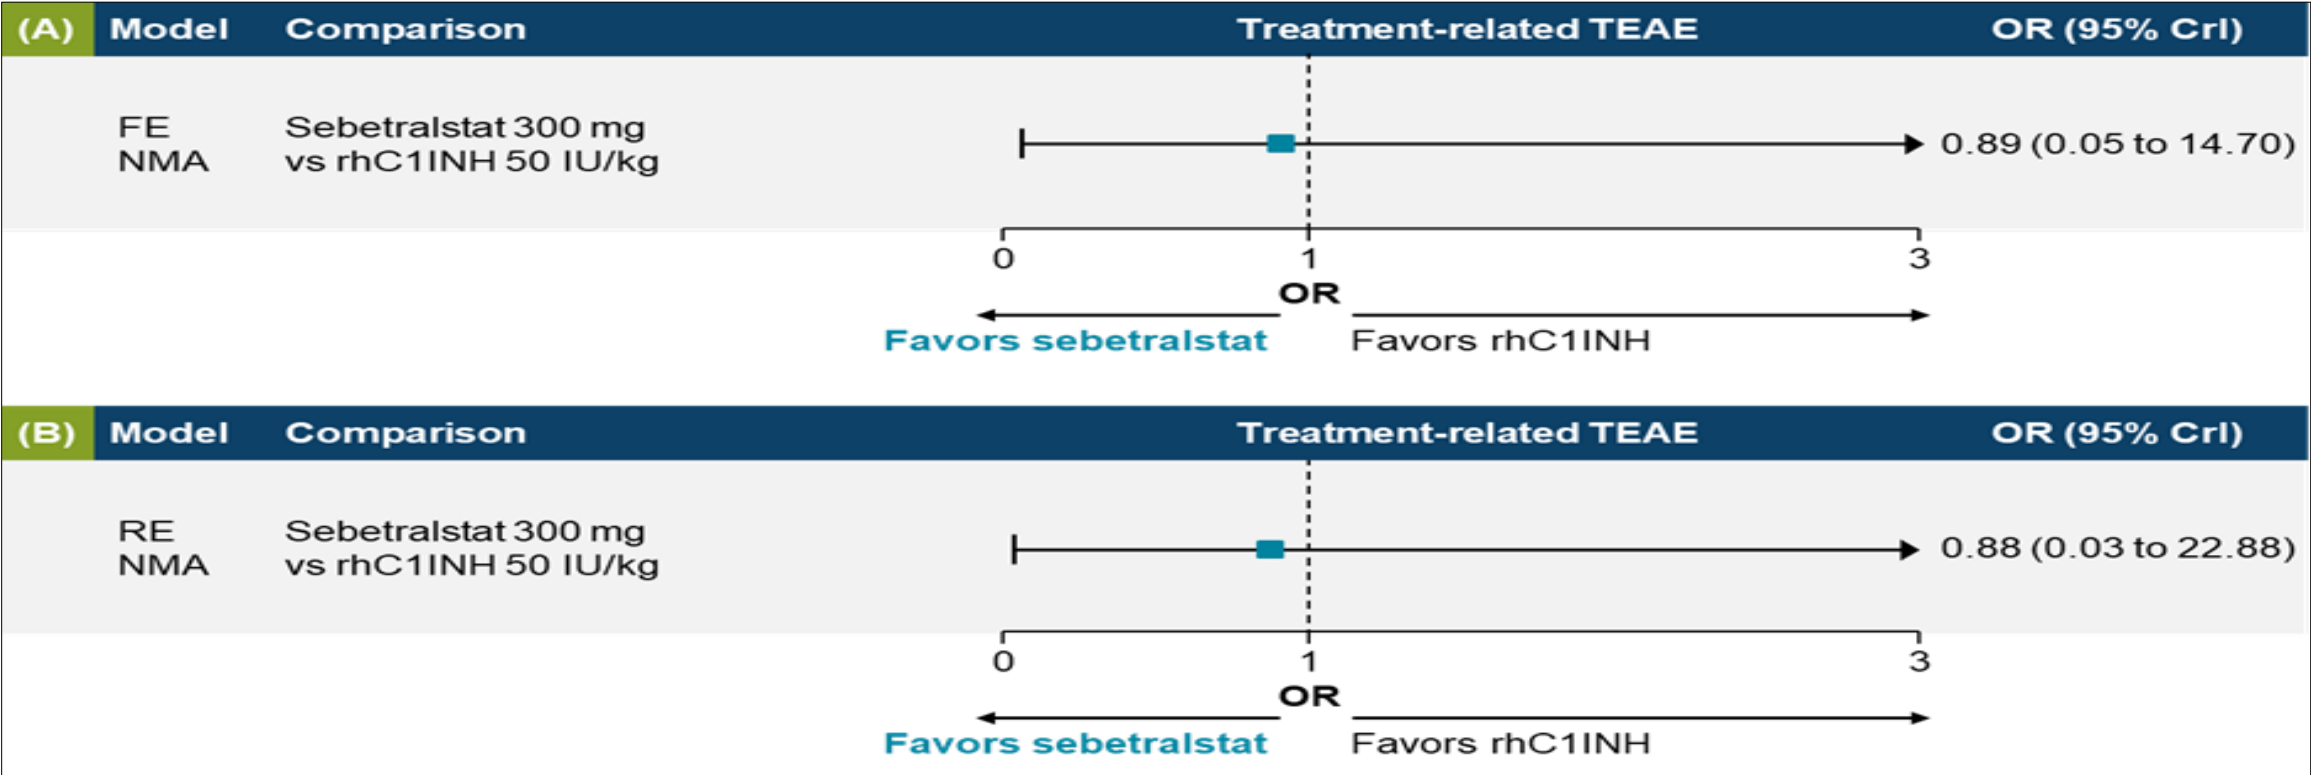 (A) Model Comparison Treatment-related TEAE OR (95% CrI)
FE Sebetralstat 300 mg
NMA vs rhC1INH 50 IU/kg
0.89 (0.05 to 14.70)
0 1 3
OR
Favors sebetralstat Favors rhC1INH
(B) Model Comparison Treatment-related TEAE OR (95% CrI)
RE Sebetralstat 300 mg
NMA vs rhC1INH 50 IU/kg
0.88 (0.03 to 22.88)
0 1 3
OR
Favors sebetralstat Favors rhC1INH